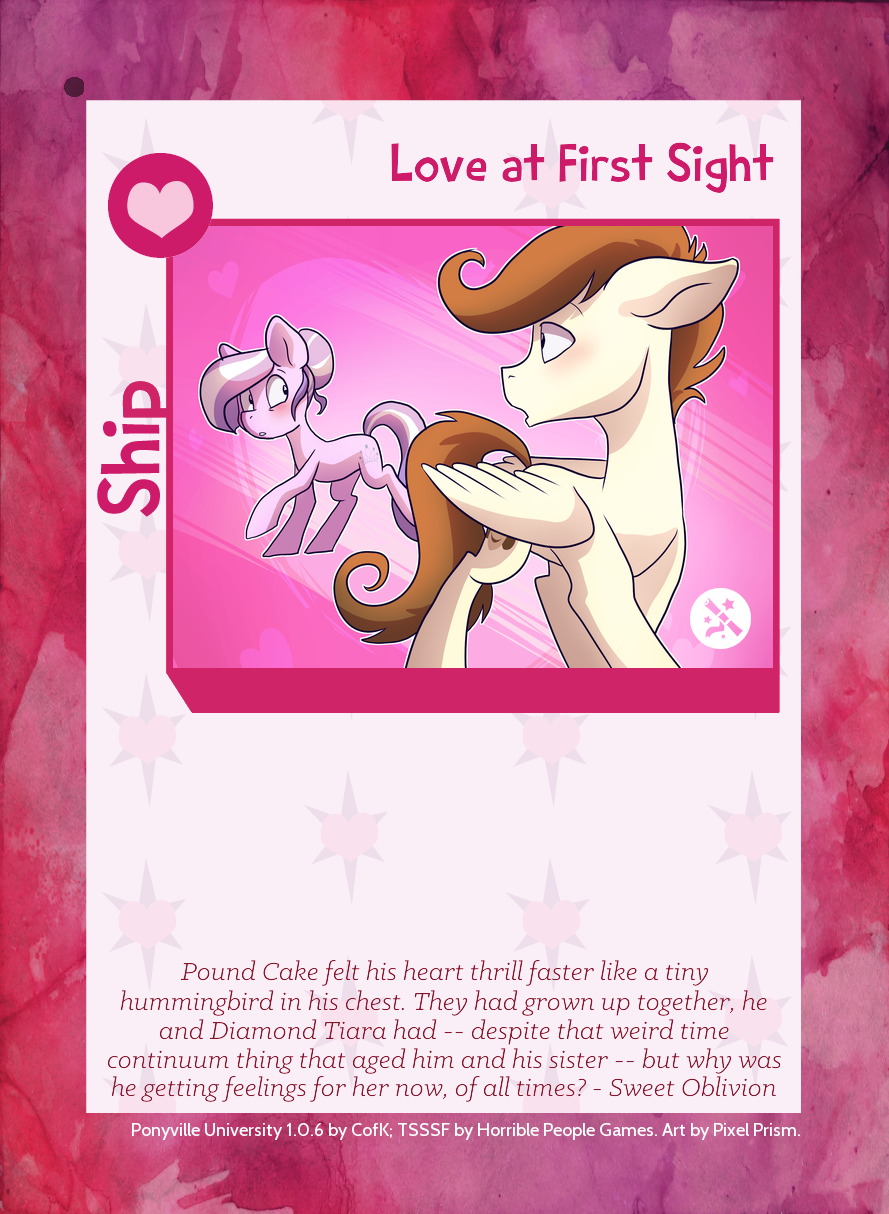 Love at First Sight
Ship
Pound Cake felt his heart thrill faster like a tiny
hummingbird in his chest. They had grown up together, he
and Diamond Tiara had -- despite that weird time
continuum thing that aged him and his sister -- but why was
he getting feelings for her now, of all times? - Sweet Oblivion
Ponyville University 1.0.6 by CofK; TSSSF by Horrible People Games. Art by Pixel Prism.